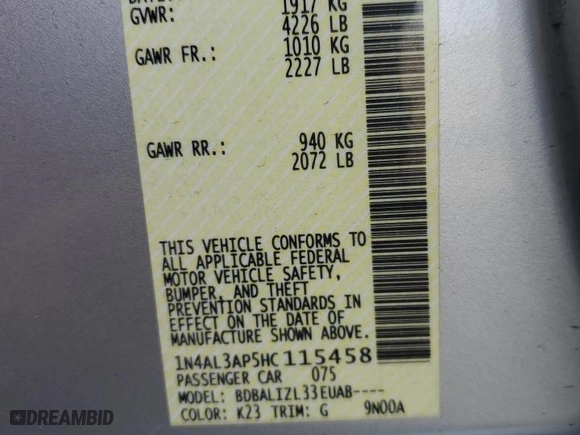 GVWR: 1917 KG
4226 LB
GAWR FR.: 1010 KG
2227 LB
GAWR RR.: 940 KG
2072 LB
THIS VEHICLE CONFORMS TO
ALL APPLICABLE FEDERAL
MOTOR VEHICLE SAFETY,
BUMPER, AND THEFT
PREVENTION STANDARDS IN
EFFECT ON THE DATE OF
MANUFACTURE SHOWN ABOVE.
1N4AL3AP5HC115458
PASSENGER CAR 075
MODEL: BDBALIZL33EUAB----
COLOR: K23 TRIM: G 9N00A
DREAMBID